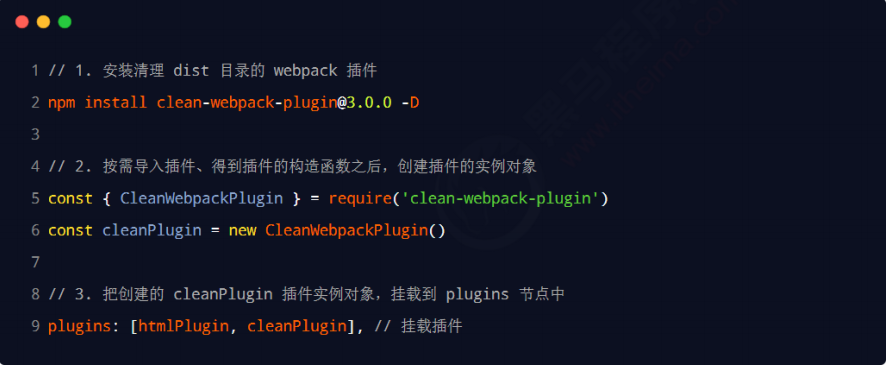 1 // 1. 安装清理 dist 目录的 webpack 插件
2 npm install clean-webpack-plugin@3.0.0 -D
3
4 // 2. 按需导入插件、得到插件的构造函数之后，创建插件的实例对象
5 const { CleanWebpackPlugin } = require('clean-webpack-plugin')
6 const cleanPlugin = new CleanWebpackPlugin()
7
8 // 3. 把创建的 cleanPlugin 插件实例对象，挂载到 plugins 节点中
9 plugins: [htmlPlugin, cleanPlugin], // 挂载插件